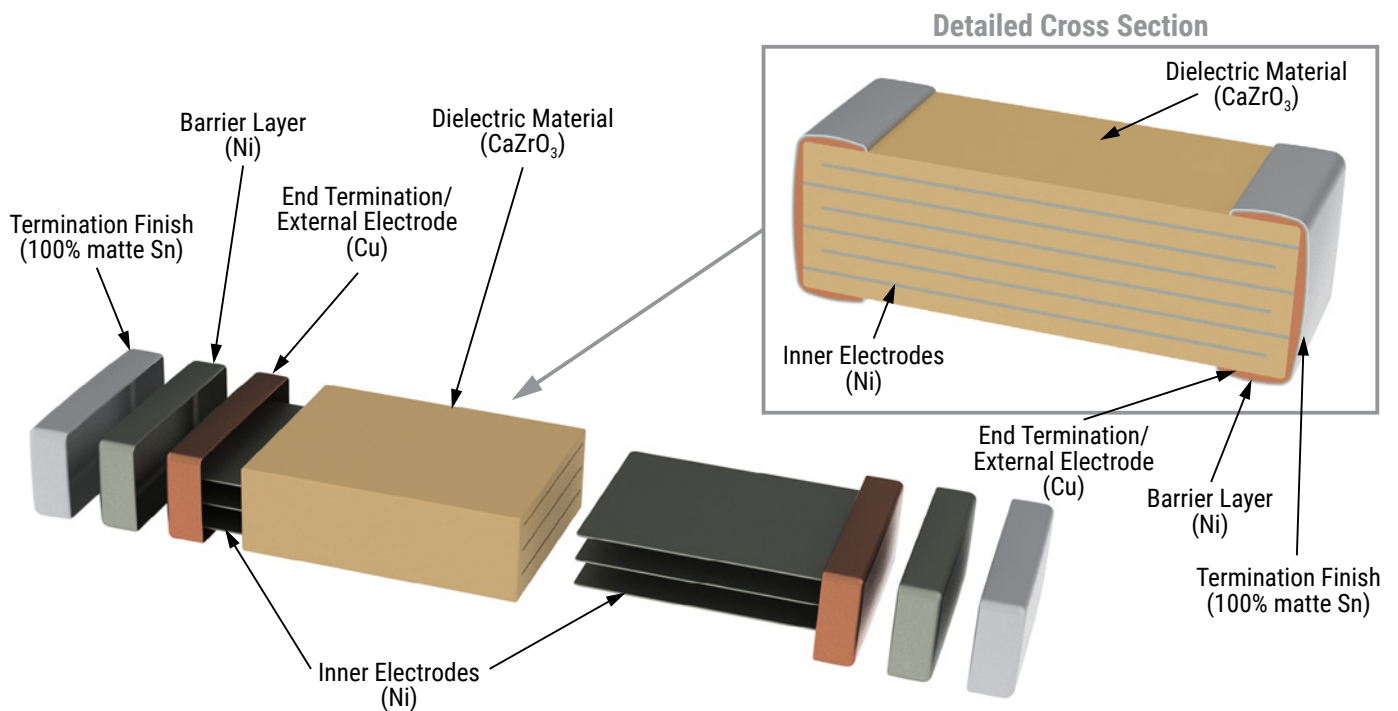 Detailed Cross Section
Dielectric Material
(CaZrO₃)
Inner Electrodes
(Ni)
End Termination/
External Electrode
(Cu)
Barrier Layer
(Ni)
Termination Finish
(100% matte Sn)
Dielectric Material
(CaZrO₃)
Barrier Layer
(Ni)
End Termination/
External Electrode
(Cu)
Termination Finish
(100% matte Sn)
Inner Electrodes
(Ni)